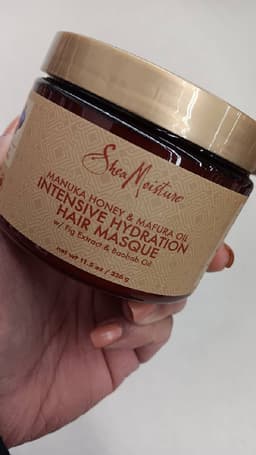 SheaMoisture
MANUKA HONEY & MAFURA OIL
INTENSIVE HYDRATION
HAIR MASQUE
w/ Fig Extract & Baobab Oil
net wt 11.5 oz / 326 g